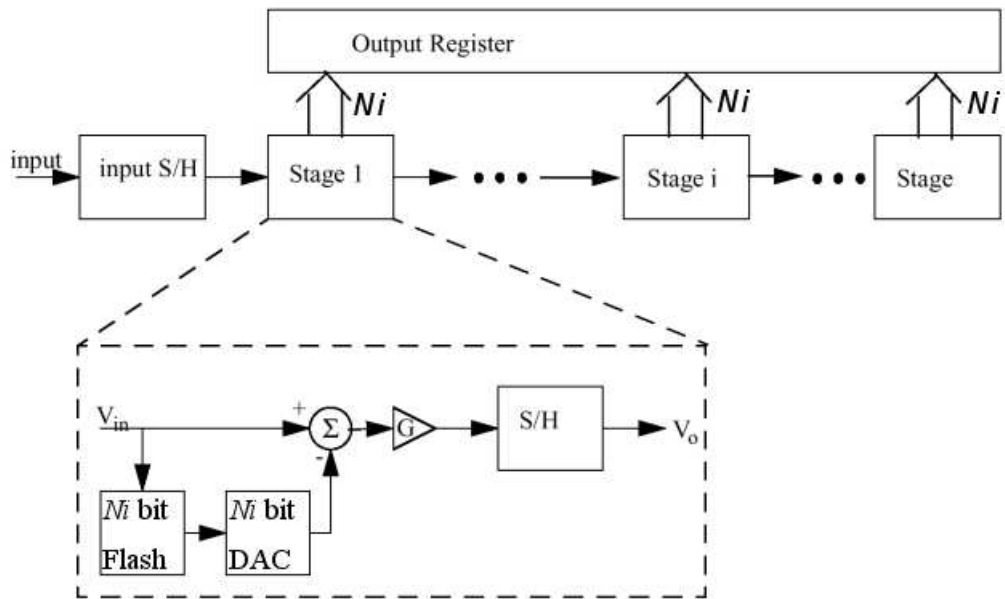 Output Register
Ni
Ni
Ni
input
input S/H
Stage 1
Stage i
Stage
Vin
+
Σ
-
G
S/H
Vo
Ni bit
Flash
Ni bit
DAC